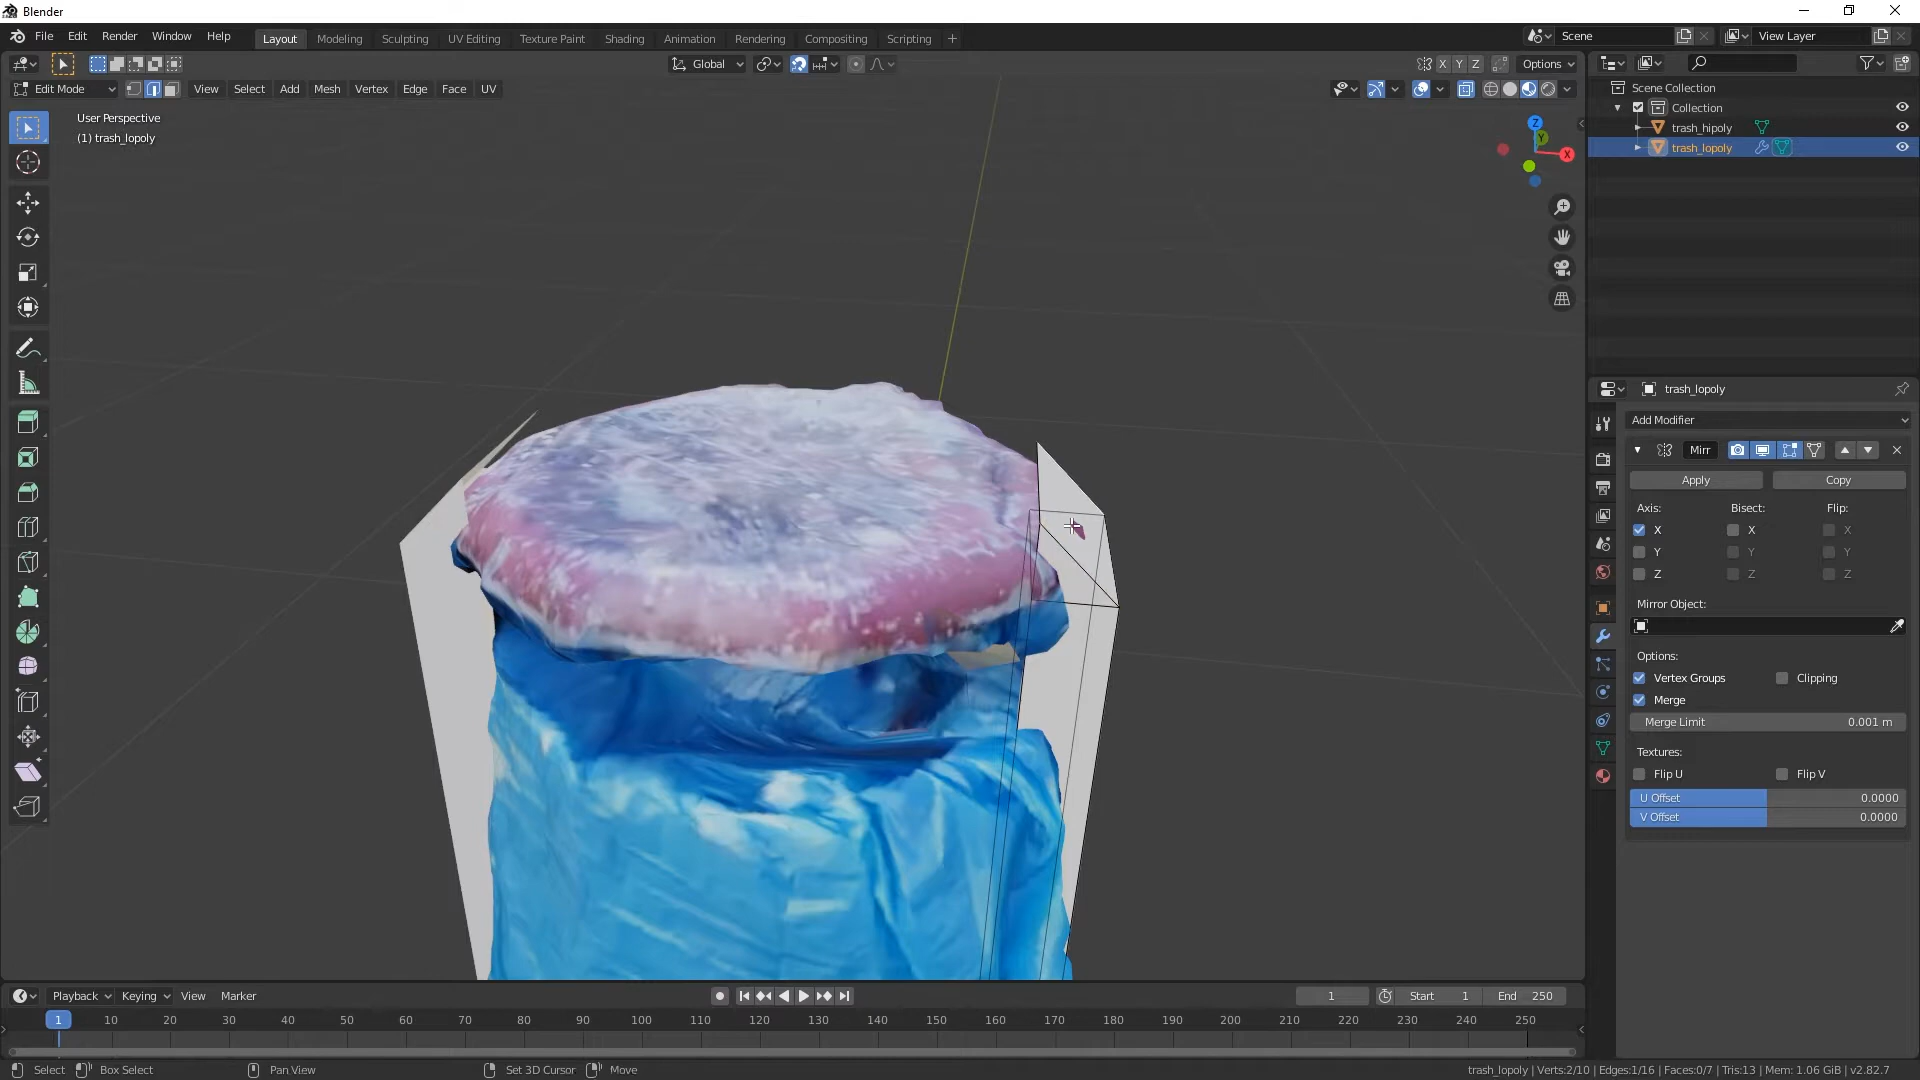 Blender
File Edit Render Window Help
Layout Modeling Sculpting UV Editing Texture Paint Shading Animation Rendering Compositing Scripting +
Scene
View Layer
Global
X Y Z
Options
Edit Mode
View Select Add Mesh Vertex Edge Face UV
User Perspective
(1) trash_lopoly
Z
Y
X
Scene Collection
Collection
trash_hipoly
trash_lopoly
trash_lopoly
Add Modifier
Mirr
Apply
Copy
Axis:
Bisect:
Flip:
X
X
X
Y
Y
Y
Z
Z
Z
Mirror Object:
Options:
Vertex Groups
Clipping
Merge
Merge Limit 0.001 m
Textures:
Flip U
Flip V
U Offset 0.0000
V Offset 0.0000
Playback Keying View Marker
1
Start 1
End 250
1 10 20 30 40 50 60 70 80 90 100 110 120 130 140 150 160 170 180 190 200 210 220 230 240 250
Select
Box Select
Pan View
Set 3D Cursor
Move
trash_lopoly | Verts:2/10 | Edges:1/16 | Faces:0/7 | Tris:13 | Mem: 1.06 GiB | v2.82.7